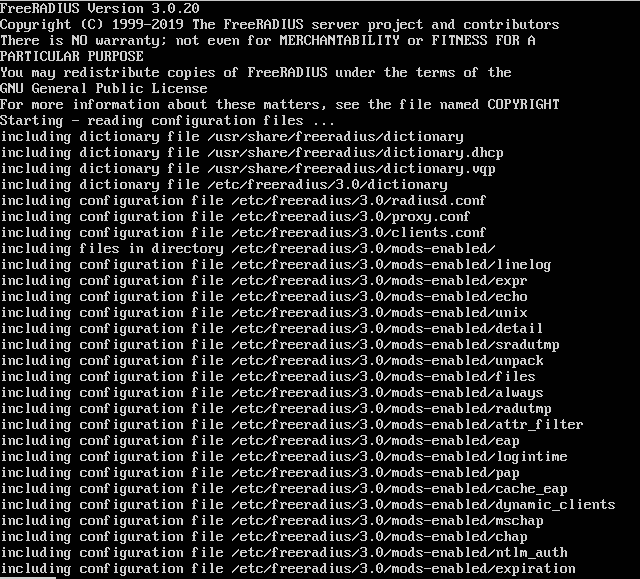 FreeRADIUS Version 3.0.20
Copyright (C) 1999-2019 The FreeRADIUS server project and contributors
There is NO warranty; not even for MERCHANTABILITY or FITNESS FOR A
PARTICULAR PURPOSE
You may redistribute copies of FreeRADIUS under the terms of the
GNU General Public License
For more information about these matters, see the file named COPYRIGHT
Starting - reading configuration files ...
including dictionary file /usr/share/freeradius/dictionary
including dictionary file /usr/share/freeradius/dictionary.dhcp
including dictionary file /usr/share/freeradius/dictionary.vqp
including dictionary file /etc/freeradius/3.0/dictionary
including configuration file /etc/freeradius/3.0/radiusd.conf
including configuration file /etc/freeradius/3.0/proxy.conf
including configuration file /etc/freeradius/3.0/clients.conf
including files in directory /etc/freeradius/3.0/mods-enabled/
including configuration file /etc/freeradius/3.0/mods-enabled/linelog
including configuration file /etc/freeradius/3.0/mods-enabled/expr
including configuration file /etc/freeradius/3.0/mods-enabled/echo
including configuration file /etc/freeradius/3.0/mods-enabled/unix
including configuration file /etc/freeradius/3.0/mods-enabled/detail
including configuration file /etc/freeradius/3.0/mods-enabled/sradutmp
including configuration file /etc/freeradius/3.0/mods-enabled/unpack
including configuration file /etc/freeradius/3.0/mods-enabled/files
including configuration file /etc/freeradius/3.0/mods-enabled/always
including configuration file /etc/freeradius/3.0/mods-enabled/radutmp
including configuration file /etc/freeradius/3.0/mods-enabled/attr_filter
including configuration file /etc/freeradius/3.0/mods-enabled/eap
including configuration file /etc/freeradius/3.0/mods-enabled/logintime
including configuration file /etc/freeradius/3.0/mods-enabled/pap
including configuration file /etc/freeradius/3.0/mods-enabled/cache_eap
including configuration file /etc/freeradius/3.0/mods-enabled/dynamic_clients
including configuration file /etc/freeradius/3.0/mods-enabled/mschap
including configuration file /etc/freeradius/3.0/mods-enabled/chap
including configuration file /etc/freeradius/3.0/mods-enabled/ntlm_auth
including configuration file /etc/freeradius/3.0/mods-enabled/expiration